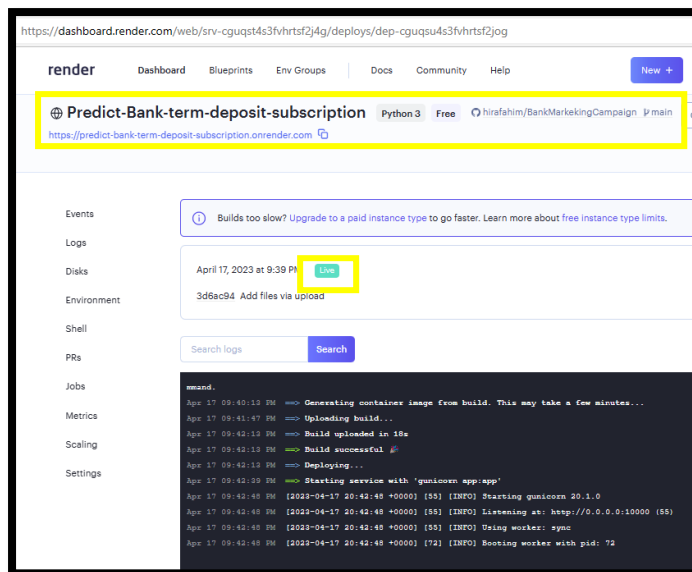 https://dashboard.render.com/web/srv-cguqst4s3fvhrtsf2j4g/deploys/dep-cguqsu4s3fvhrtsf2jog
render Dashboard Blueprints Env Groups Docs Community Help New +
Predict-Bank-term-deposit-subscription Python 3 Free hirafahim/BankMarkekingCampaign main
https://predict-bank-term-deposit-subscription.onrender.com
Events
Logs
Disks
Environment
Shell
PRs
Jobs
Metrics
Scaling
Settings
Builds too slow? Upgrade to a paid instance type to go faster. Learn more about free instance type limits.
April 17, 2023 at 9:39 PM Live
3d6ac94 Add files via upload
Search logs Search
mmand.
Apr 17 09:40:13 PM ==> Generating container image from build. This may take a few minutes...
Apr 17 09:41:47 PM ==> Uploading build...
Apr 17 09:42:13 PM ==> Build uploaded in 18s
Apr 17 09:42:13 PM ==> Build successful 🎉
Apr 17 09:42:13 PM ==> Deploying...
Apr 17 09:42:39 PM ==> Starting service with 'gunicorn app:app'
Apr 17 09:42:48 PM [2023-04-17 20:42:48 +0000] [55] [INFO] Starting gunicorn 20.1.0
Apr 17 09:42:48 PM [2023-04-17 20:42:48 +0000] [55] [INFO] Listening at: http://0.0.0.0:10000 (55)
Apr 17 09:42:48 PM [2023-04-17 20:42:48 +0000] [55] [INFO] Using worker: sync
Apr 17 09:42:48 PM [2023-04-17 20:42:48 +0000] [72] [INFO] Booting worker with pid: 72